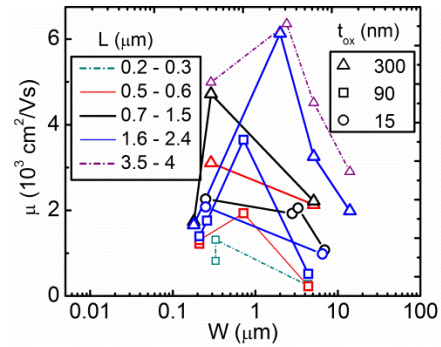 L (μm)
0.2 - 0.3
0.5 - 0.6
0.7 - 1.5
1.6 - 2.4
3.5 - 4
t_ox (nm)
300
90
15
μ (10³ cm²/Vs)
6
4
2
0
0.01
0.1
1
10
100
W (μm)